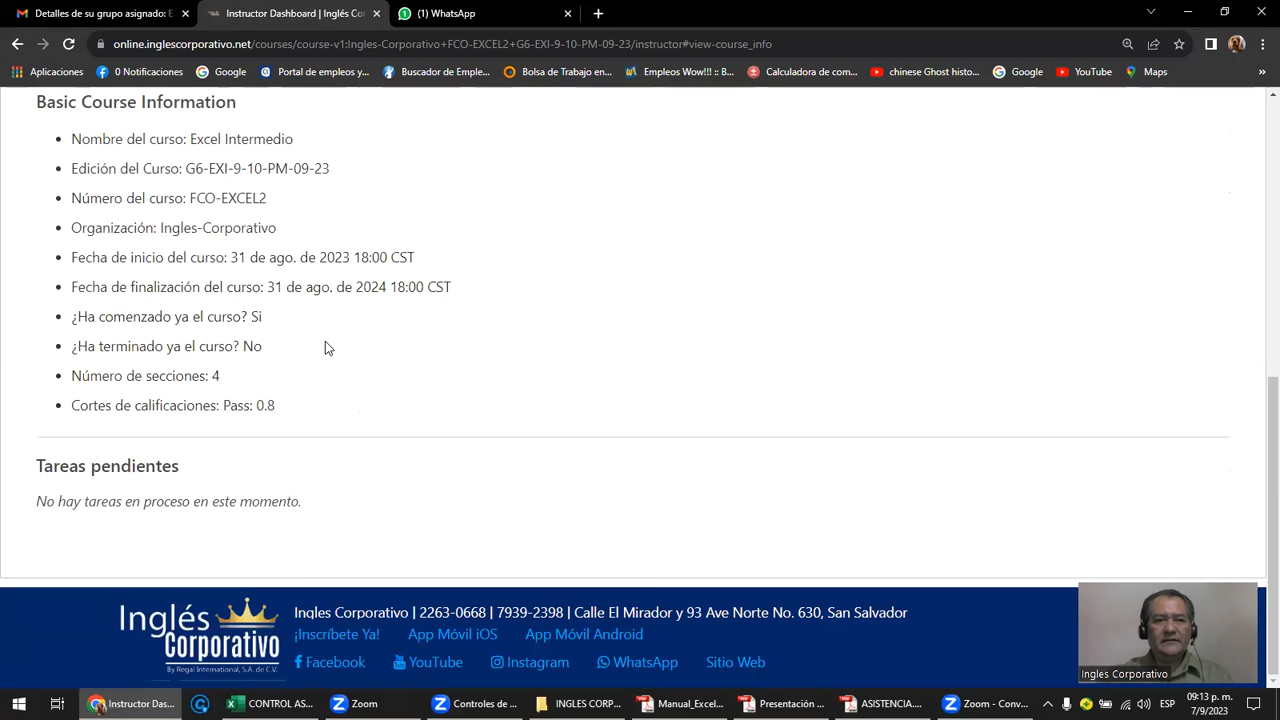 Detalles de su grupo asignado: E
Instructor Dashboard | Inglés Co
(1) WhatsApp
online.inglescorporativo.net/courses/course-v1:Ingles-Corporativo+FCO-EXCEL2+G6-EXI-9-10-PM-09-23/instructor#view-course_info
Aplicaciones
0 Notificaciones
Google
Portal de empleos y...
Buscador de Emple...
Bolsa de Trabajo en...
Empleos Wow!!! :: B...
Calculadora de com...
chinese Ghost histo...
Google
YouTube
Maps
Basic Course Information
Nombre del curso: Excel Intermedio
Edición del Curso: G6-EXI-9-10-PM-09-23
Número del curso: FCO-EXCEL2
Organización: Ingles-Corporativo
Fecha de inicio del curso: 31 de ago. de 2023 18:00 CST
Fecha de finalización del curso: 31 de ago. de 2024 18:00 CST
¿Ha comenzado ya el curso? Si
¿Ha terminado ya el curso? No
Número de secciones: 4
Cortes de calificaciones: Pass: 0.8
Tareas pendientes
No hay tareas en proceso en este momento.
Inglés
Corporativo
By Regal International, S.A. de C.V.
Ingles Corporativo | 2263-0668 | 7939-2398 | Calle El Mirador y 93 Ave Norte No. 630, San Salvador
¡Inscríbete Ya! App Móvil iOS App Móvil Android
Facebook YouTube Instagram WhatsApp Sitio Web
Ingles Corporativo
Instructor Das...
CONTROL AS...
Zoom
Controles de ...
INGLES CORP...
Manual_Excel...
Presentación ...
ASISTENCIA....
Zoom - Conv...
ESP
09:13 p. m.
7/9/2023